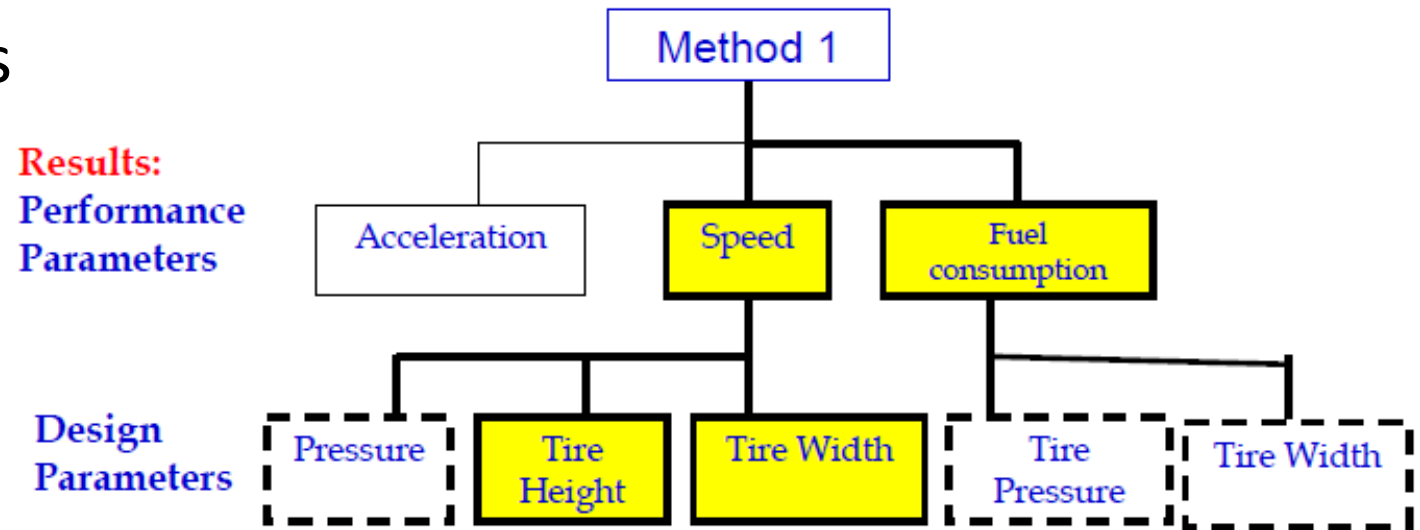 s
Method 1
Results:
Performance
Parameters
Acceleration
Speed
Fuel
consumption
Design
Parameters
Pressure
Tire
Height
Tire Width
Tire
Pressure
Tire Width